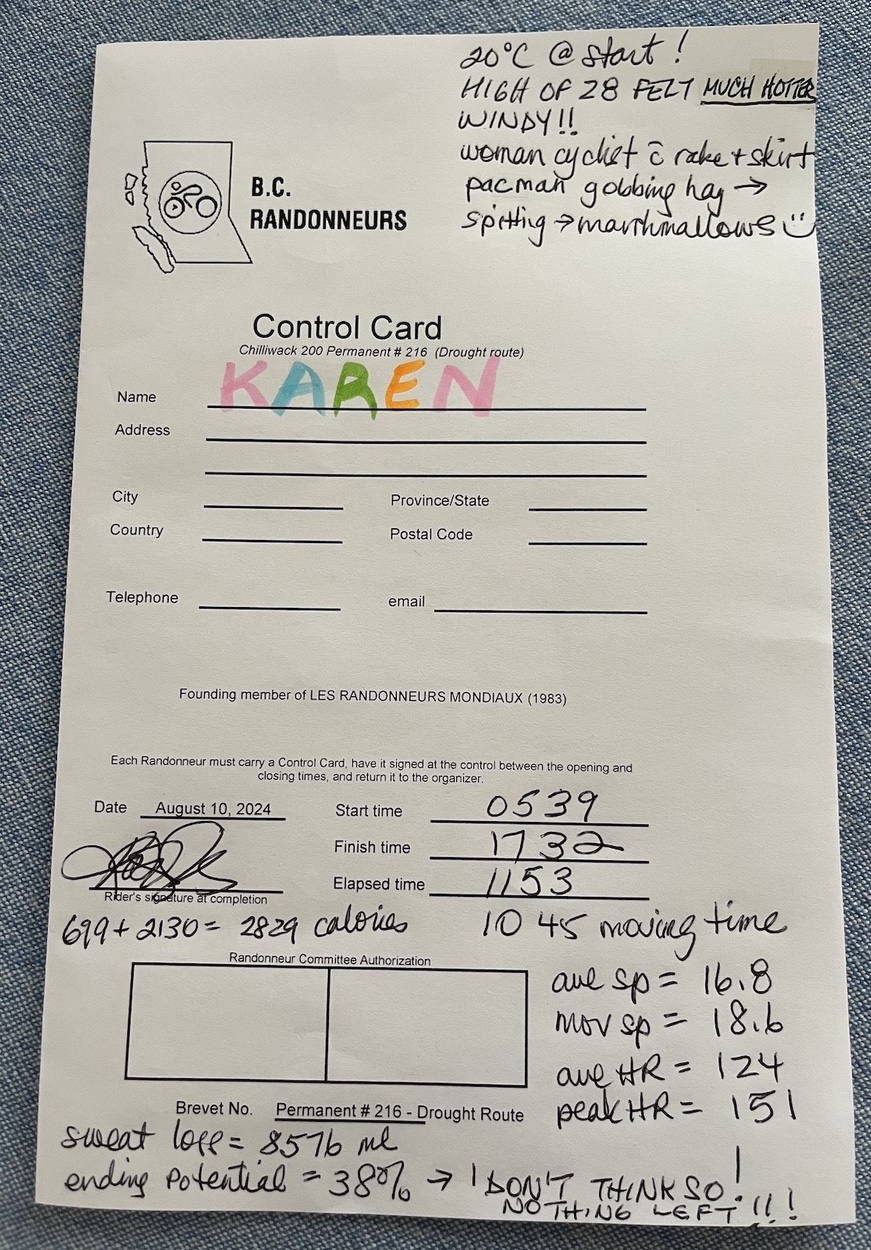 20°C @ start !
HIGH OF 28 FELT MUCH HOTTER
WINDY!!
woman cyclist c̄ rake + skirt
pacman gobbing hay →
spitting → marshmallows
B.C.
RANDONNEURS
Control Card
Chilliwack 200 Permanent # 216 (Drought route)
Name KAREN
Address
City Province/State
Country Postal Code
Telephone email
Founding member of LES RANDONNEURS MONDIAUX (1983)
Each Randonneur must carry a Control Card, have it signed at the control between the opening and
closing times, and return it to the organizer.
Date August 10, 2024 Start time 0539
Finish time 1732
Elapsed time 1153
Rider's signature at completion
699 + 2130 = 2829 calories 10 45 moving time
Randonneur Committee Authorization
ave sp = 16.8
mov sp = 18.6
ave HR = 124
peak HR = 151
Brevet No. Permanent # 216 - Drought Route
sweat loss = 8576 ml
ending potential = 38% → I DON'T THINK SO !
NOTHING LEFT !!!